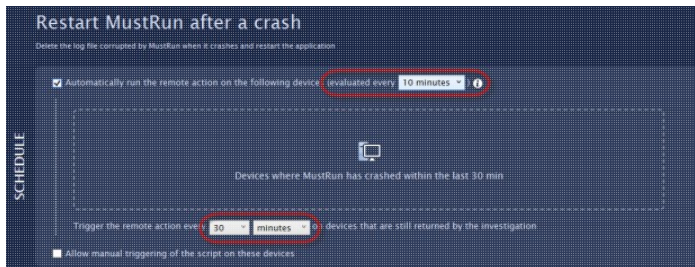 Restart MustRun after a crash
Delete the log file corrupted by MustRun when it crashes and restart the application
Automatically run the remote action on the following device (evaluated every 10 minutes )
SCHEDULE
Devices where MustRun has crashed within the last 30 min
Trigger the remote action every 30 minutes on devices that are still returned by the investigation
Allow manual triggering of the script on these devices